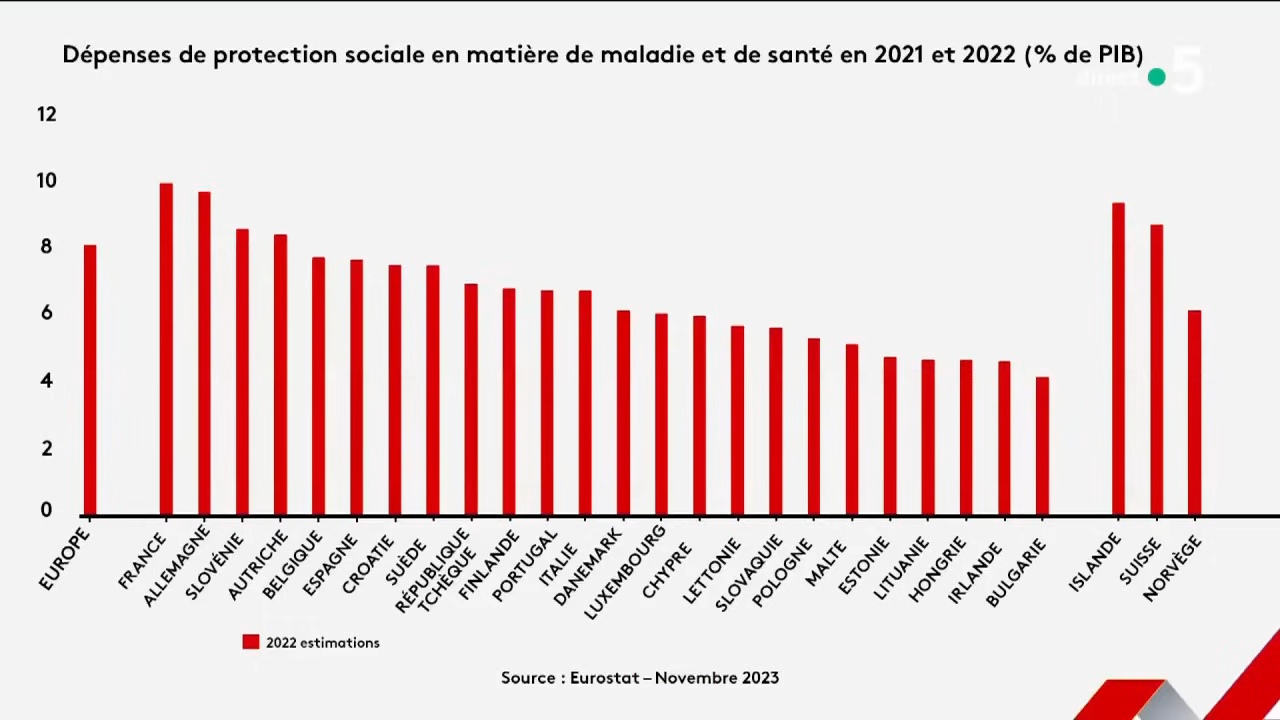 Dépenses de protection sociale en matière de maladie et de santé en 2021 et 2022 (% de PIB)
direct 5
12
10
8
6
4
2
0
EUROPE
FRANCE
ALLEMAGNE
SLOVÉNIE
AUTRICHE
BELGIQUE
ESPAGNE
CROATIE
SUÈDE
RÉPUBLIQUE
TCHÈQUE
FINLANDE
PORTUGAL
ITALIE
DANEMARK
LUXEMBOURG
CHYPRE
LETTONIE
SLOVAQUIE
POLOGNE
MALTE
ESTONIE
LITUANIE
HONGRIE
IRLANDE
BULGARIE
ISLANDE
SUISSE
NORVÈGE
2022 estimations
Source : Eurostat – Novembre 2023